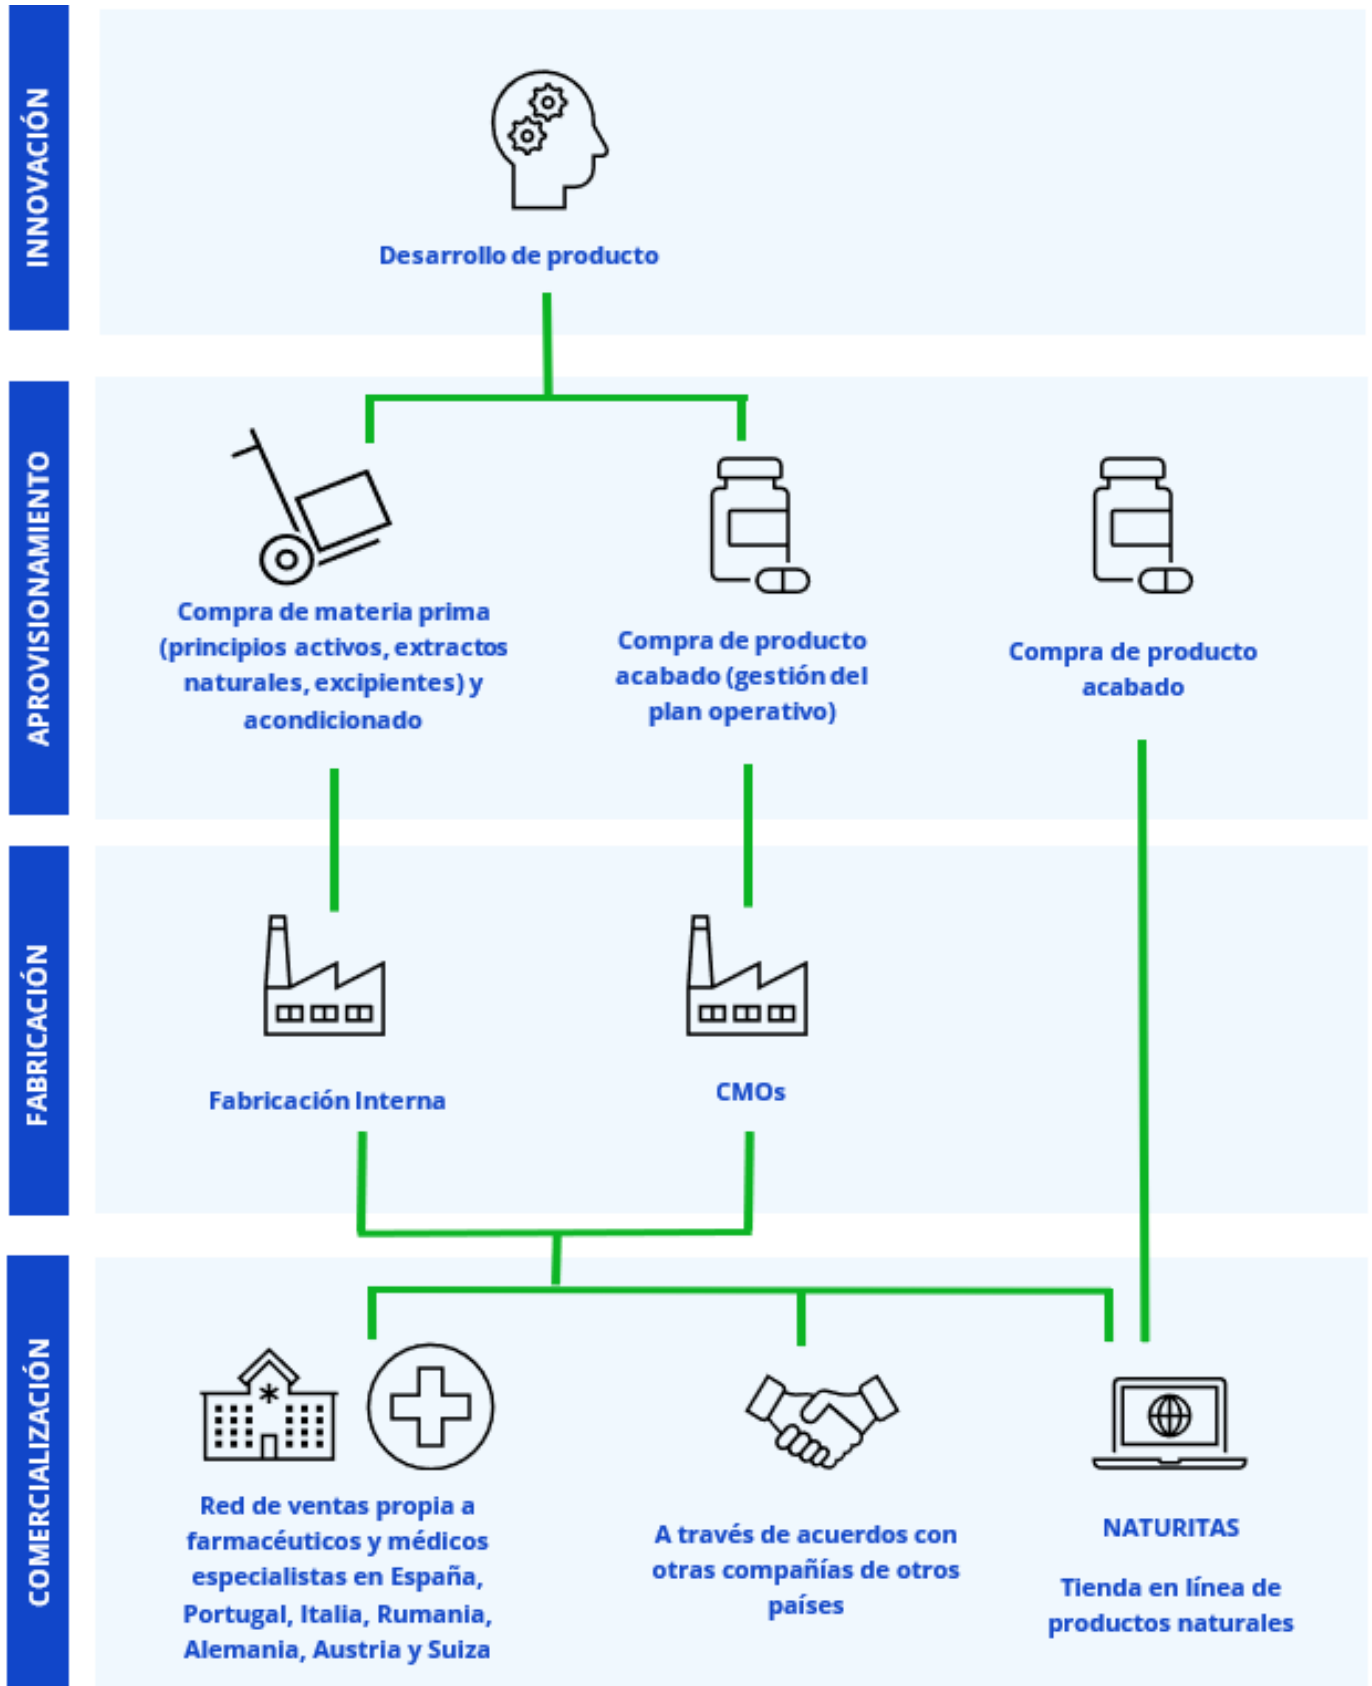 INNOVACIÓN
Desarrollo de producto
APROVISIONAMIENTO
Compra de materia prima
(principios activos, extractos
naturales, excipientes) y
acondicionado
Compra de producto
acabado (gestión del
plan operativo)
Compra de producto
acabado
FABRICACIÓN
Fabricación Interna
CMOs
COMERCIALIZACIÓN
Red de ventas propia a
farmacéuticos y médicos
especialistas en España,
Portugal, Italia, Rumania,
Alemania, Austria y Suiza
A través de acuerdos con
otras compañías de otros
países
NATURITAS
Tienda en línea de
productos naturales